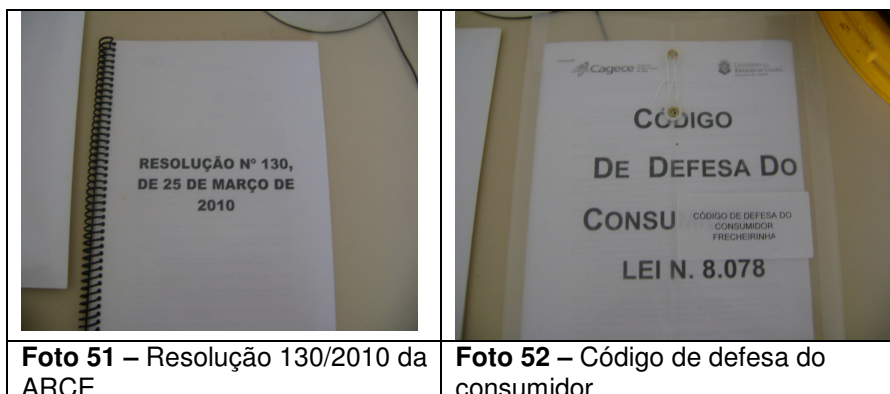 RESOLUÇÃO Nº 130,
DE 25 DE MARÇO DE
2010
Cagece
CÓDIGO
DE DEFESA DO
CONSU
CÓDIGO DE DEFESA DO
CONSUMIDOR
FRECHEIRINHA
LEI N. 8.078
Foto 51 – Resolução 130/2010 da
ARCE
Foto 52 – Código de defesa do
consumidor